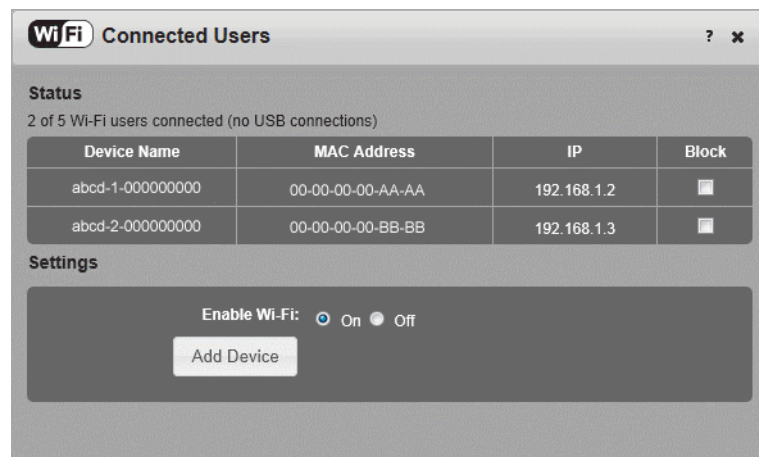 WiFi Connected Users ? ✖
Status
2 of 5 Wi-Fi users connected (no USB connections)
Device Name MAC Address IP Block
abcd-1-000000000 00-00-00-00-AA-AA 192.168.1.2
abcd-2-000000000 00-00-00-00-BB-BB 192.168.1.3
Settings
Enable Wi-Fi: On Off
Add Device